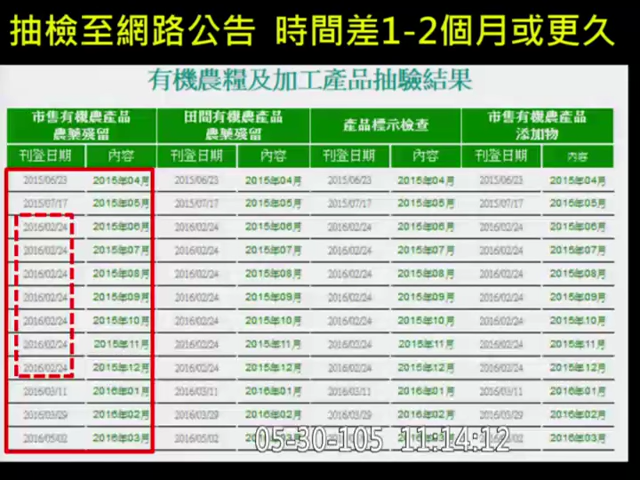 抽檢至網路公告 時間差1-2個月或更久
有機農糧及加工產品抽驗結果
市售有機農產品 農藥殘留 田間有機農產品 農藥殘留 產品標示檢查 市售有機農產品 添加物
刊登日期 內容 刊登日期 內容 刊登日期 內容 刊登日期 內容
2015/06/23 2015年04月 2015/06/23 2015年04月 2015/06/23 2015年04月 2015/06/23 2015年04月
2015/07/17 2015年05月 2015/07/17 2015年05月 2015/07/17 2015年05月 2015/07/17 2015年05月
2016/02/24 2015年06月 2016/02/24 2015年06月 2016/02/24 2015年06月 2016/02/24 2015年06月
2016/02/24 2015年07月 2016/02/24 2015年07月 2016/02/24 2015年07月 2016/02/24 2015年07月
2016/02/24 2015年08月 2016/02/24 2015年08月 2016/02/24 2015年08月 2016/02/24 2015年08月
2016/02/24 2015年09月 2016/02/24 2015年09月 2016/02/24 2015年09月 2016/02/24 2015年09月
2016/02/24 2015年10月 2016/02/24 2015年10月 2016/02/24 2015年10月 2016/02/24 2015年10月
2016/02/24 2015年11月 2016/02/24 2015年11月 2016/02/24 2015年11月 2016/02/24 2015年11月
2016/02/24 2015年12月 2016/02/24 2015年12月 2016/02/24 2015年12月 2016/02/24 2015年12月
2016/03/11 2016年01月 2016/03/11 2016年01月 2016/03/11 2016年01月 2016/03/11 2016年01月
2016/03/29 2016年02月 2016/03/29 2016年02月 2016/03/29 2016年02月 2016/03/29 2016年02月
2016/05/02 2016年03月 2016/05/02 2016年03月
05-30-105 11:14:12